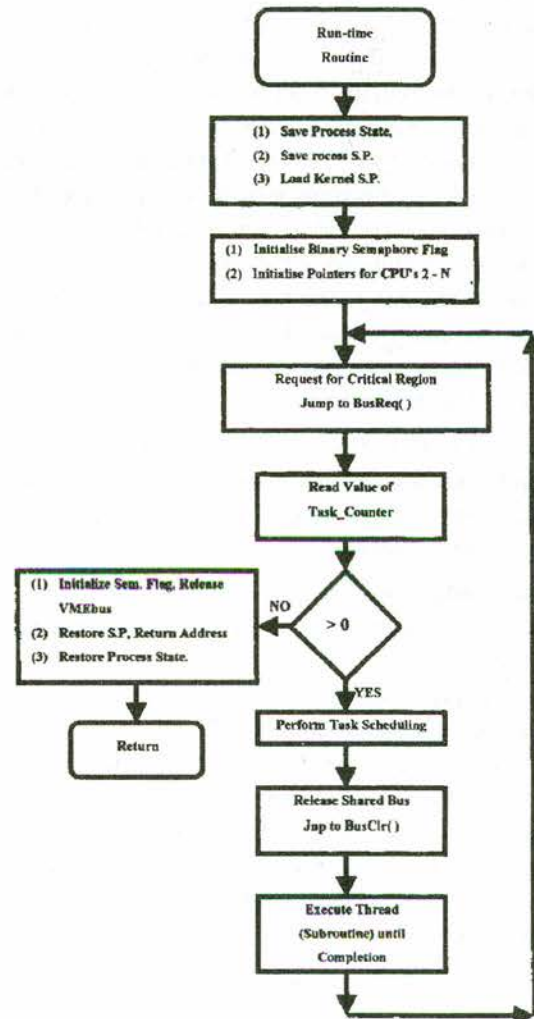 Run-time
Routine
(1) Save Process State,
(2) Save rocess S.P.
(3) Load Kernel S.P.
(1) Initialise Binary Semaphore Flag
(2) Initialise Pointers for CPU's 2 - N
Request for Critical Region
Jump to BusReq( )
Read Value of
Task_Counter
> 0
NO
(1) Initialize Sem. Flag, Release
VMEbus
(2) Restore S.P, Return Address
(3) Restore Process State.
Return
YES
Perform Task Scheduling
Release Shared Bus
Jnp to BusClr( )
Execute Thread
(Subroutine) until
Completion